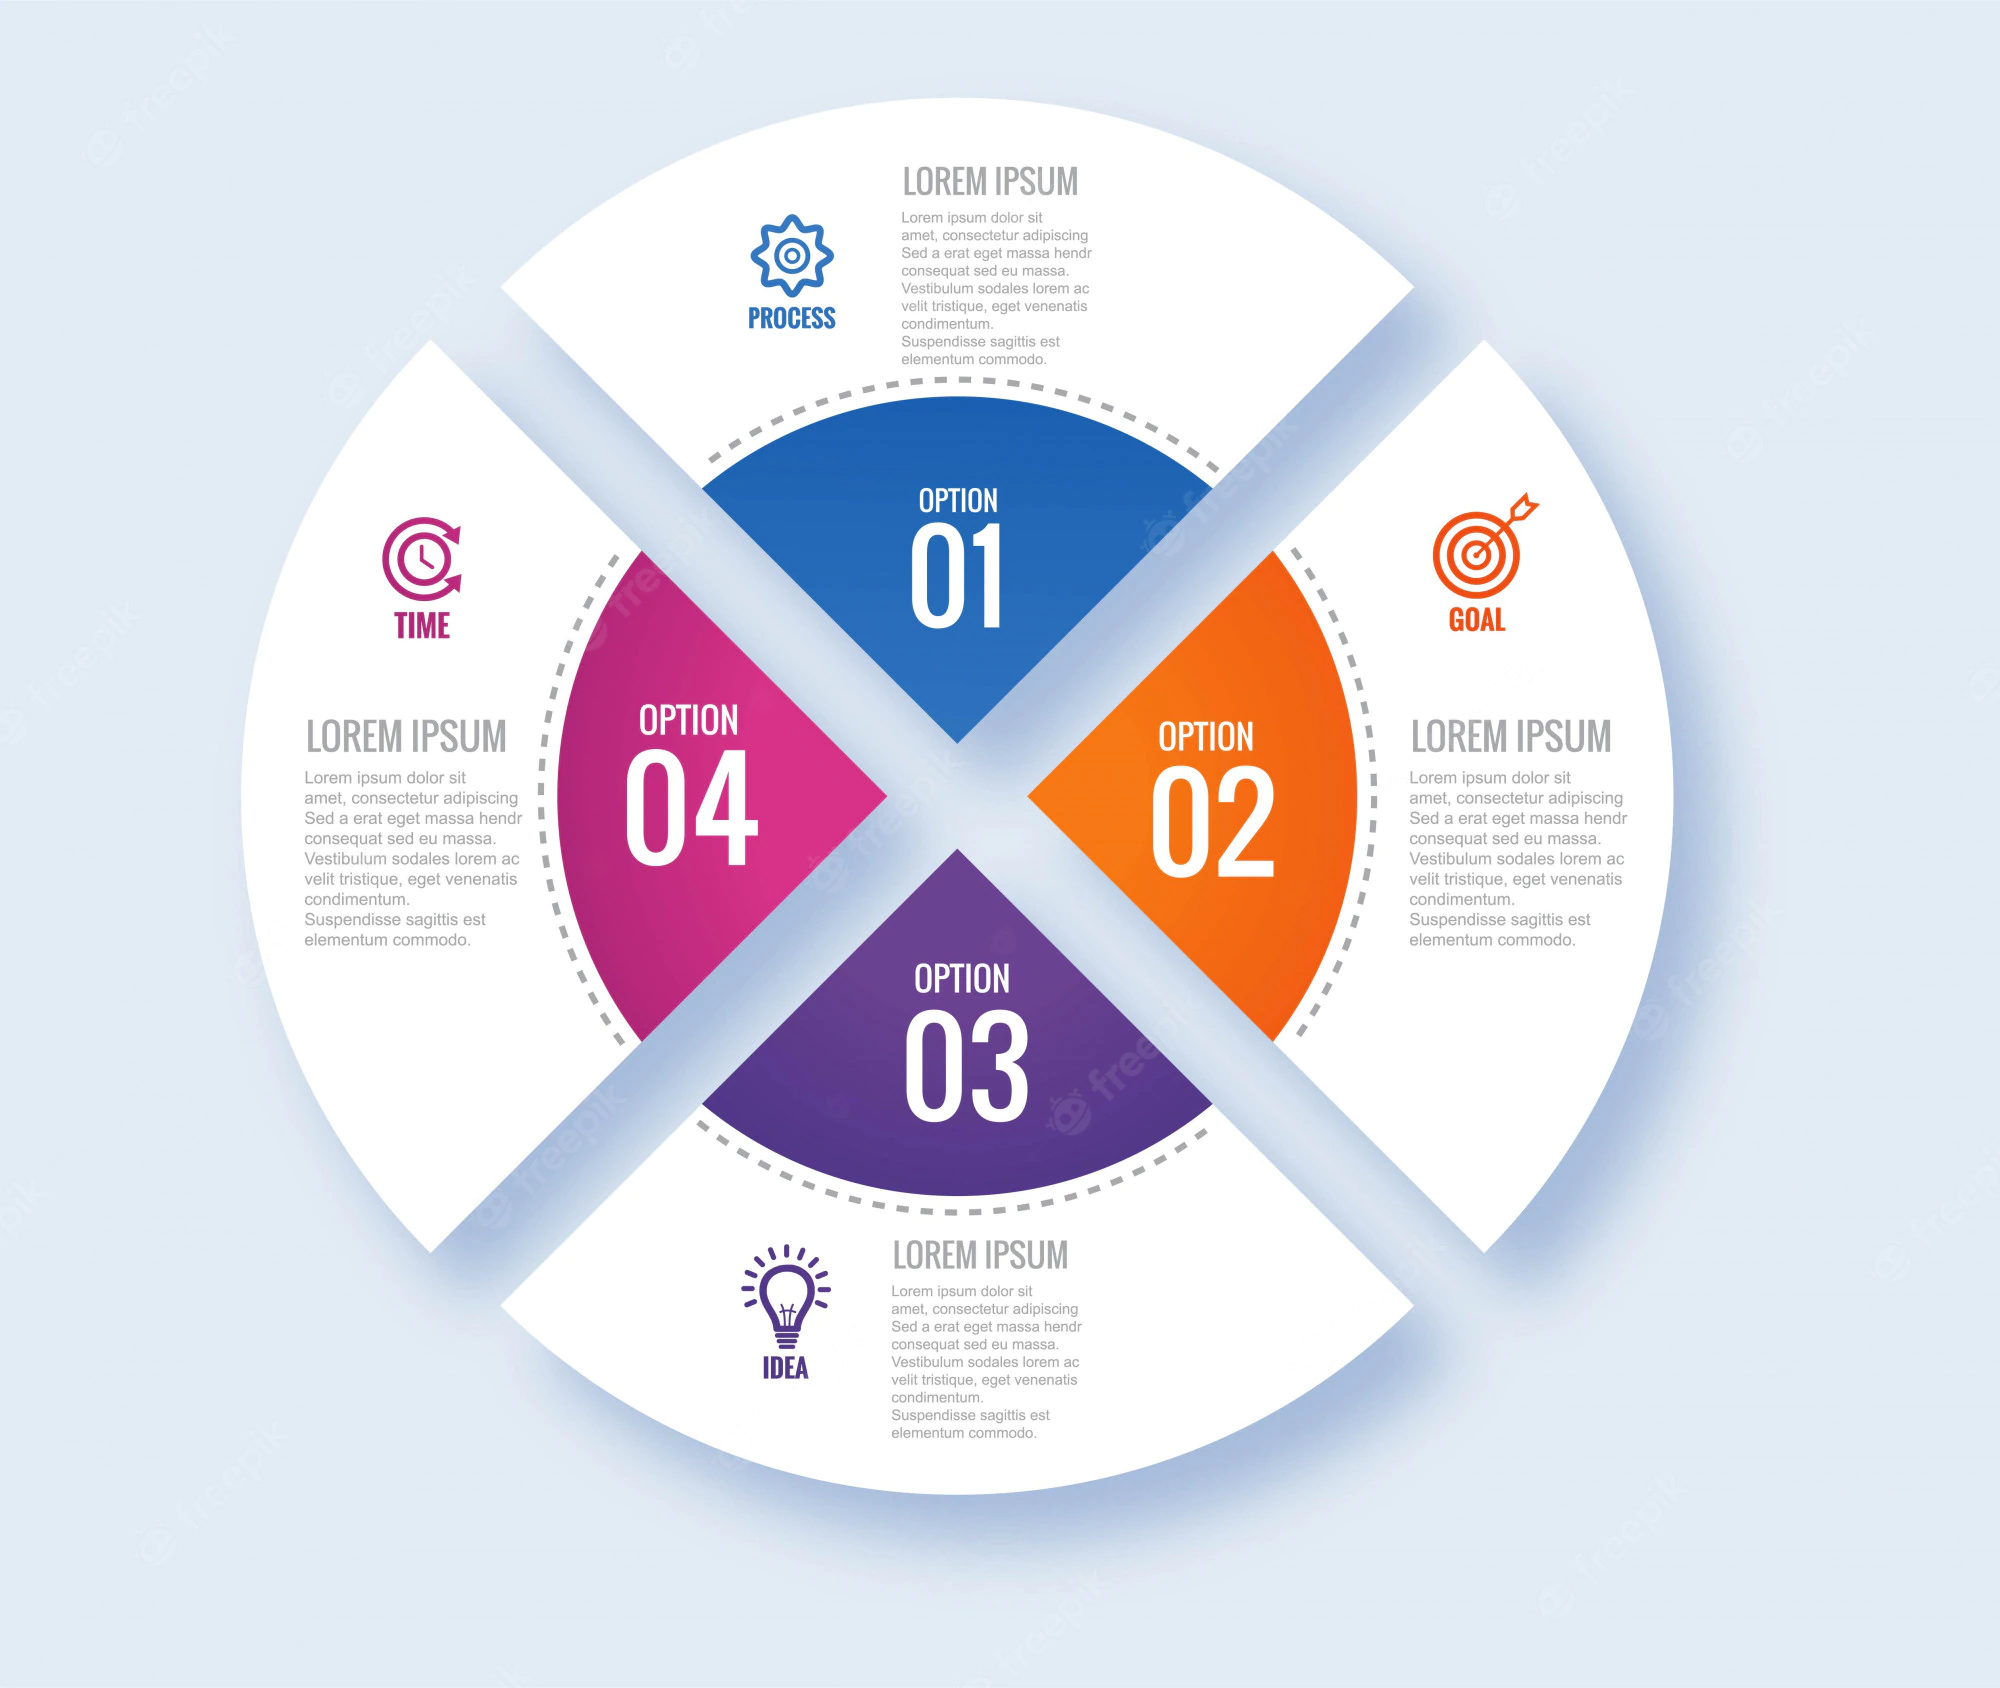 LOREM IPSUM
Lorem ipsum dolor sit
amet, consectetur adipiscing
Sed a erat eget massa hendr
consequat sed eu massa.
Vestibulum sodales lorem ac
velit tristique, eget venenatis
condimentum.
Suspendisse sagittis est
elementum commodo.
PROCESS
OPTION
01
GOAL
LOREM IPSUM
Lorem ipsum dolor sit
amet, consectetur adipiscing
Sed a erat eget massa hendr
consequat sed eu massa.
Vestibulum sodales lorem ac
velit tristique, eget venenatis
condimentum.
Suspendisse sagittis est
elementum commodo.
OPTION
02
OPTION
03
IDEA
LOREM IPSUM
Lorem ipsum dolor sit
amet, consectetur adipiscing
Sed a erat eget massa hendr
consequat sed eu massa.
Vestibulum sodales lorem ac
velit tristique, eget venenatis
condimentum.
Suspendisse sagittis est
elementum commodo.
TIME
LOREM IPSUM
Lorem ipsum dolor sit
amet, consectetur adipiscing
Sed a erat eget massa hendr
consequat sed eu massa.
Vestibulum sodales lorem ac
velit tristique, eget venenatis
condimentum.
Suspendisse sagittis est
elementum commodo.
OPTION
04
freepik